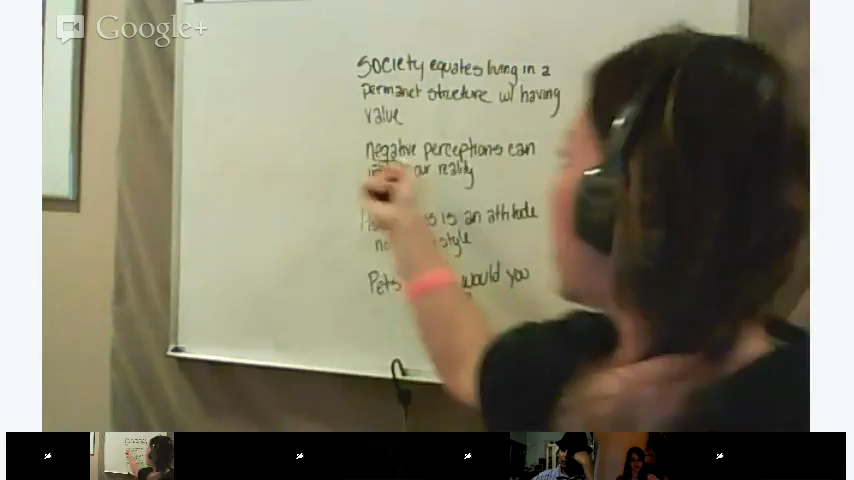 Google+
Society equates living in a
permanet structure w/ having
value
negative perceptions can
our reality
is an attitude
style
Pets would you